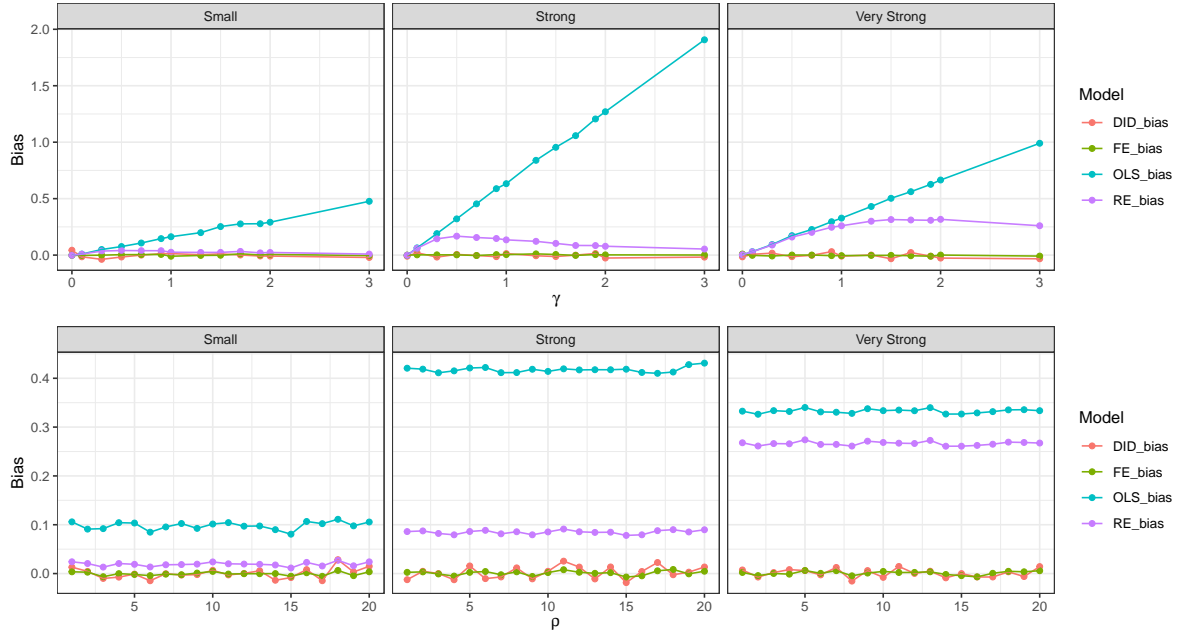 Small Strong Very Strong
2.0
1.5
1.0
0.5
0.0
Bias
0 1 2 3 0 1 2 3 0 1 2 3
γ
Model
DID_bias
FE_bias
OLS_bias
RE_bias
Small Strong Very Strong
0.4
0.3
0.2
0.1
0.0
Bias
5 10 15 20 5 10 15 20 5 10 15 20
ρ
Model
DID_bias
FE_bias
OLS_bias
RE_bias